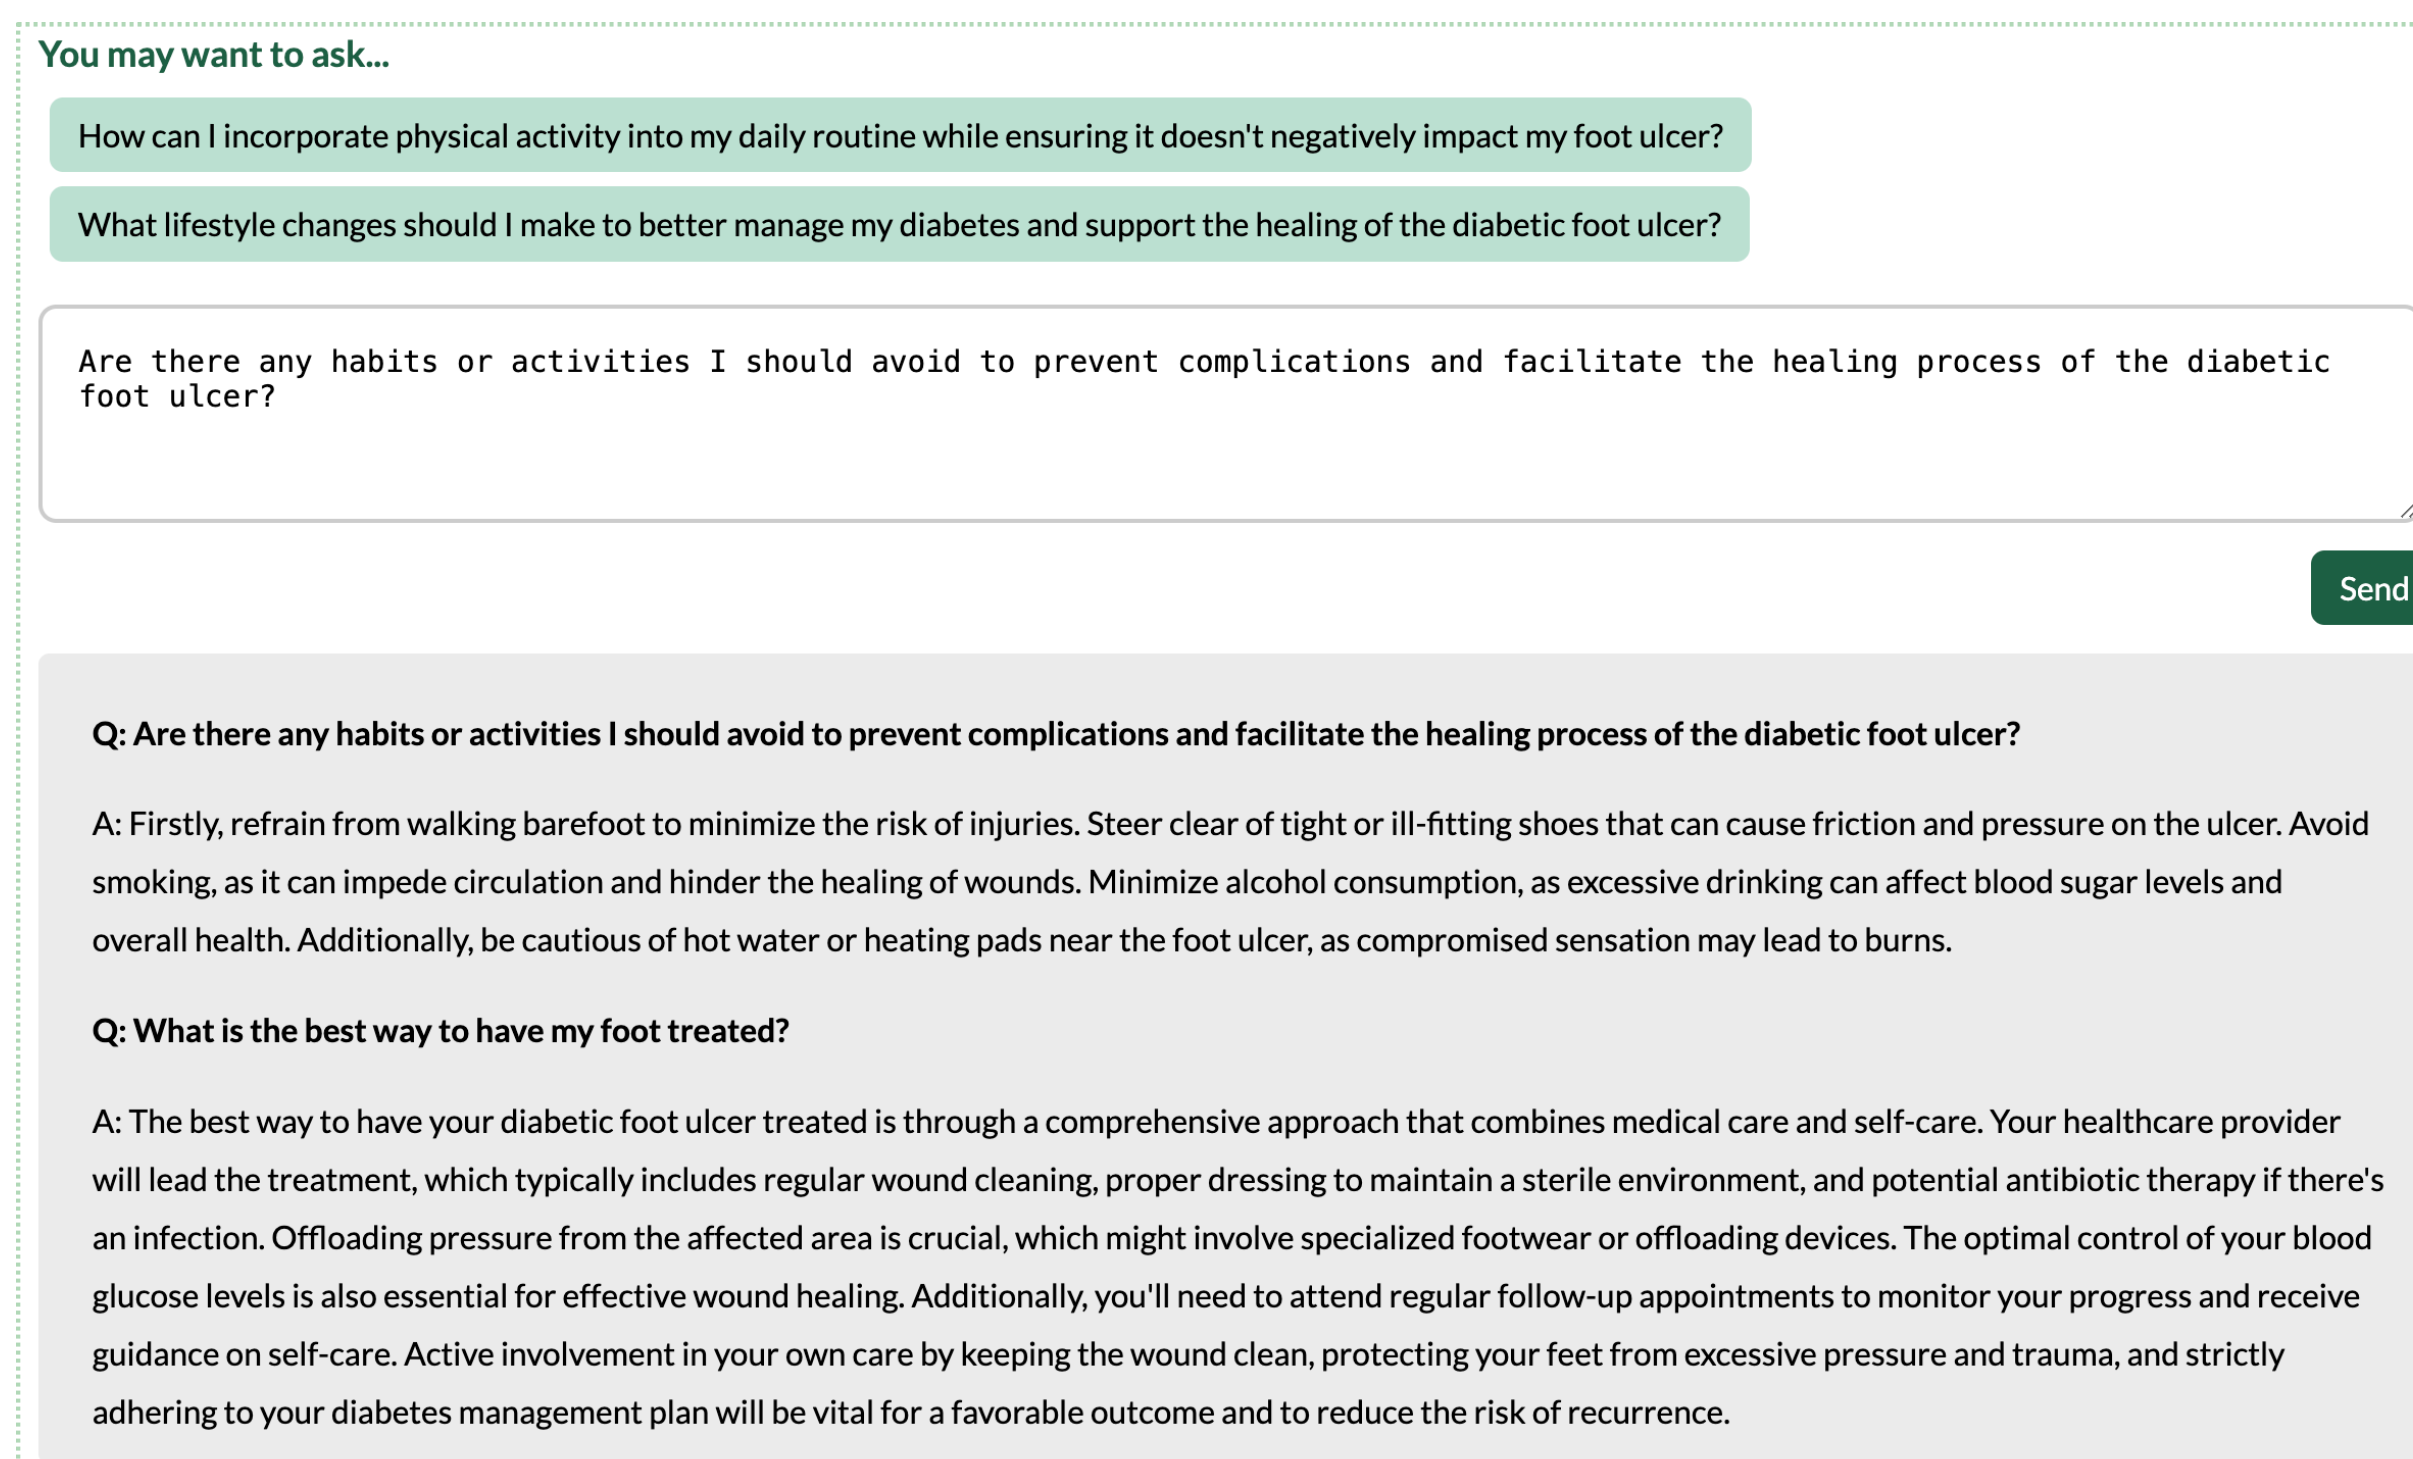 You may want to ask...
How can I incorporate physical activity into my daily routine while ensuring it doesn't negatively impact my foot ulcer?
What lifestyle changes should I make to better manage my diabetes and support the healing of the diabetic foot ulcer?
Are there any habits or activities I should avoid to prevent complications and facilitate the healing process of the diabetic
foot ulcer?
Send
Q: Are there any habits or activities I should avoid to prevent complications and facilitate the healing process of the diabetic foot ulcer?
A: Firstly, refrain from walking barefoot to minimize the risk of injuries. Steer clear of tight or ill-fitting shoes that can cause friction and pressure on the ulcer. Avoid
smoking, as it can impede circulation and hinder the healing of wounds. Minimize alcohol consumption, as excessive drinking can affect blood sugar levels and
overall health. Additionally, be cautious of hot water or heating pads near the foot ulcer, as compromised sensation may lead to burns.
Q: What is the best way to have my foot treated?
A: The best way to have your diabetic foot ulcer treated is through a comprehensive approach that combines medical care and self-care. Your healthcare provider
will lead the treatment, which typically includes regular wound cleaning, proper dressing to maintain a sterile environment, and potential antibiotic therapy if there's
an infection. Offloading pressure from the affected area is crucial, which might involve specialized footwear or offloading devices. The optimal control of your blood
glucose levels is also essential for effective wound healing. Additionally, you'll need to attend regular follow-up appointments to monitor your progress and receive
guidance on self-care. Active involvement in your own care by keeping the wound clean, protecting your feet from excessive pressure and trauma, and strictly
adhering to your diabetes management plan will be vital for a favorable outcome and to reduce the risk of recurrence.